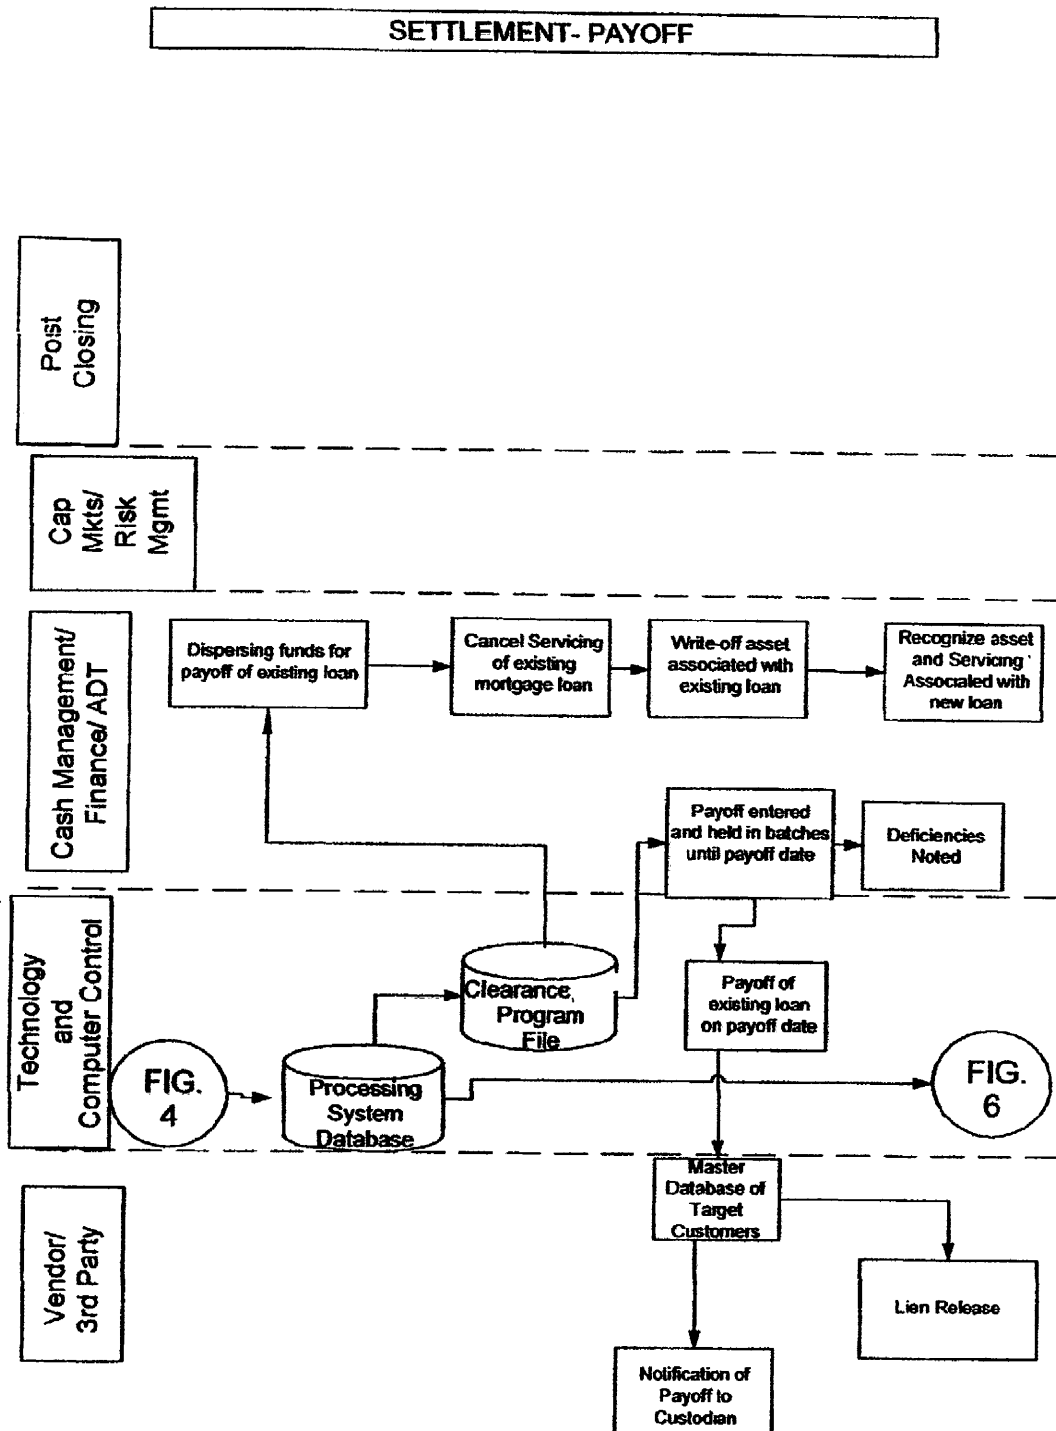 SETTLEMENT- PAYOFF
Post
Closing
Cap
Mkts/
Risk
Mgmt
Cash Management/
Finance/ ADT
Dispersing funds for
payoff of existing loan
Cancel Servicing
of existing
mortgage loan
Write-off asset
associated with
existing loan
Recognize asset
and Servicing
Associated with
new loan
Payoff entered
and held in batches
until payoff date
Deficiencies
Noted
Technology
and
Computer Control
Clearance,
Program
File
Payoff of
existing loan
on payoff date
FIG.
4
Processing
System
Database
FIG.
6
Vendor/
3rd Party
Master
Database of
Target
Customers
Lien Release
Notification of
Payoff to
Custodian